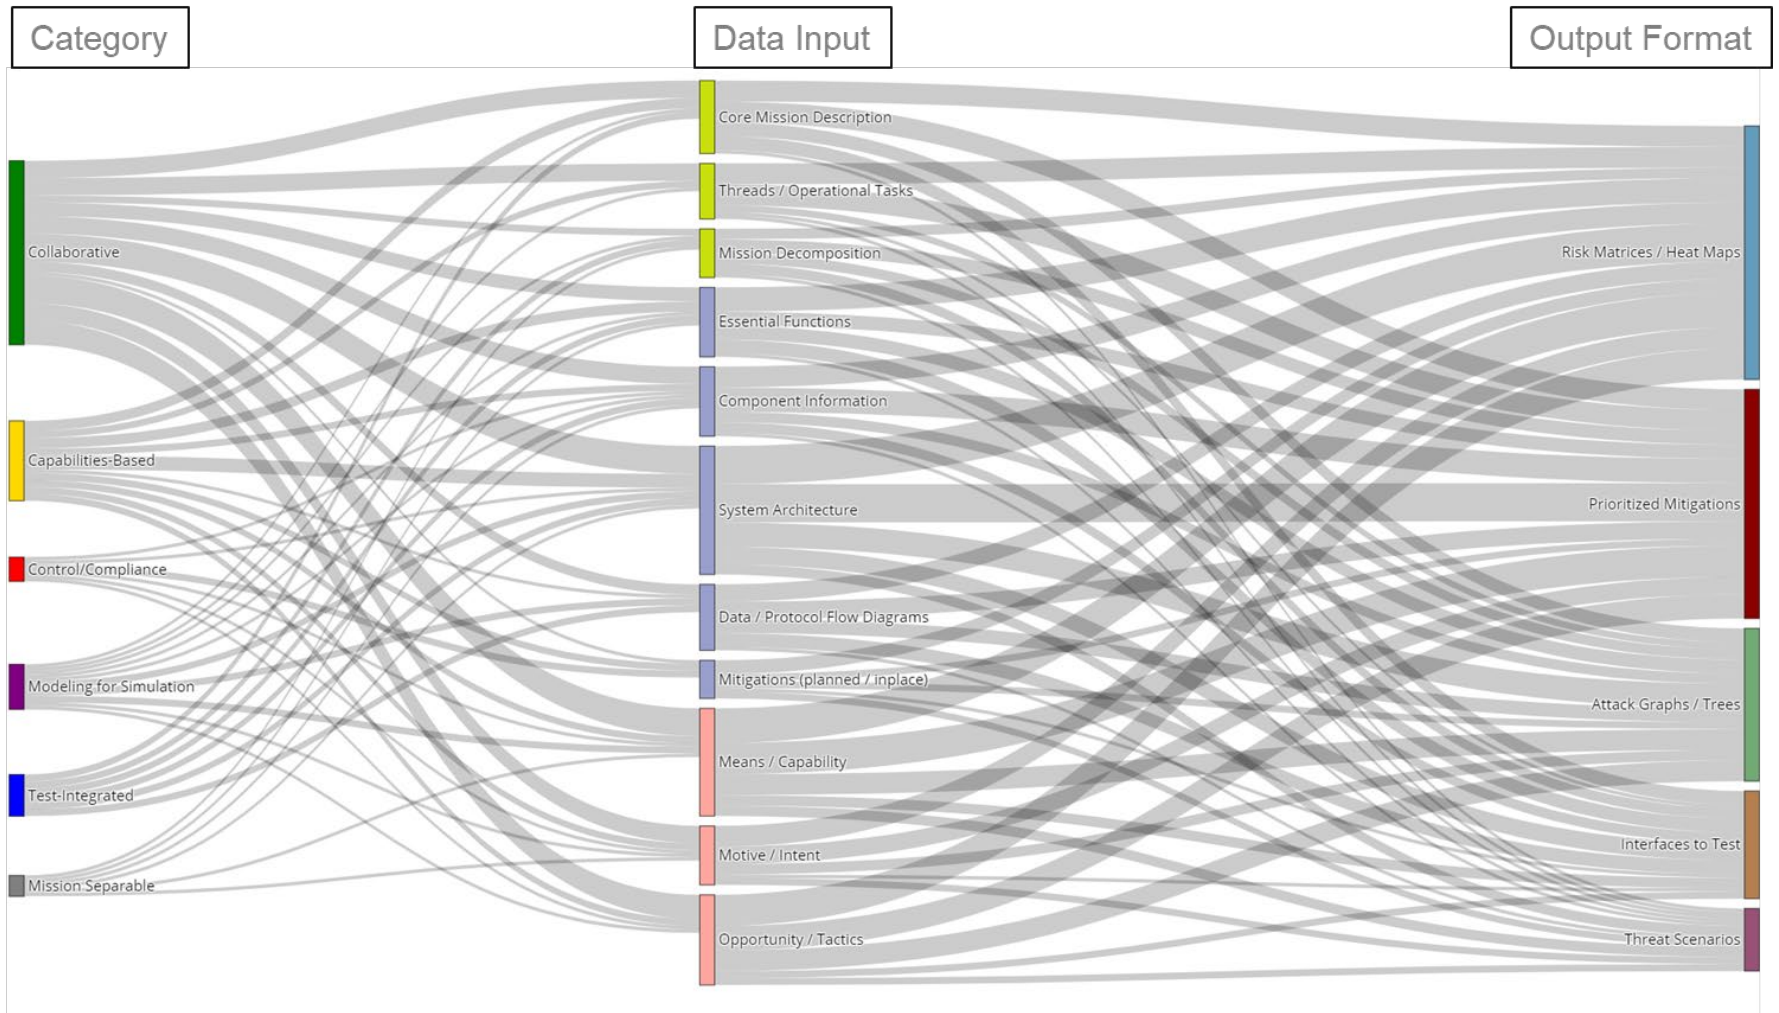 Category
Data Input
Output Format
Collaborative
Capabilities-Based
Control/Compliance
Modeling for Simulation
Test-Integrated
Mission Separable
Core Mission Description
Threads / Operational Tasks
Mission Decomposition
Essential Functions
Component Information
System Architecture
Data / Protocol Flow Diagrams
Mitigations (planned / inplace)
Means / Capability
Motive / Intent
Opportunity / Tactics
Risk Matrices / Heat Maps
Prioritized Mitigations
Attack Graphs / Trees
Interfaces to Test
Threat Scenarios